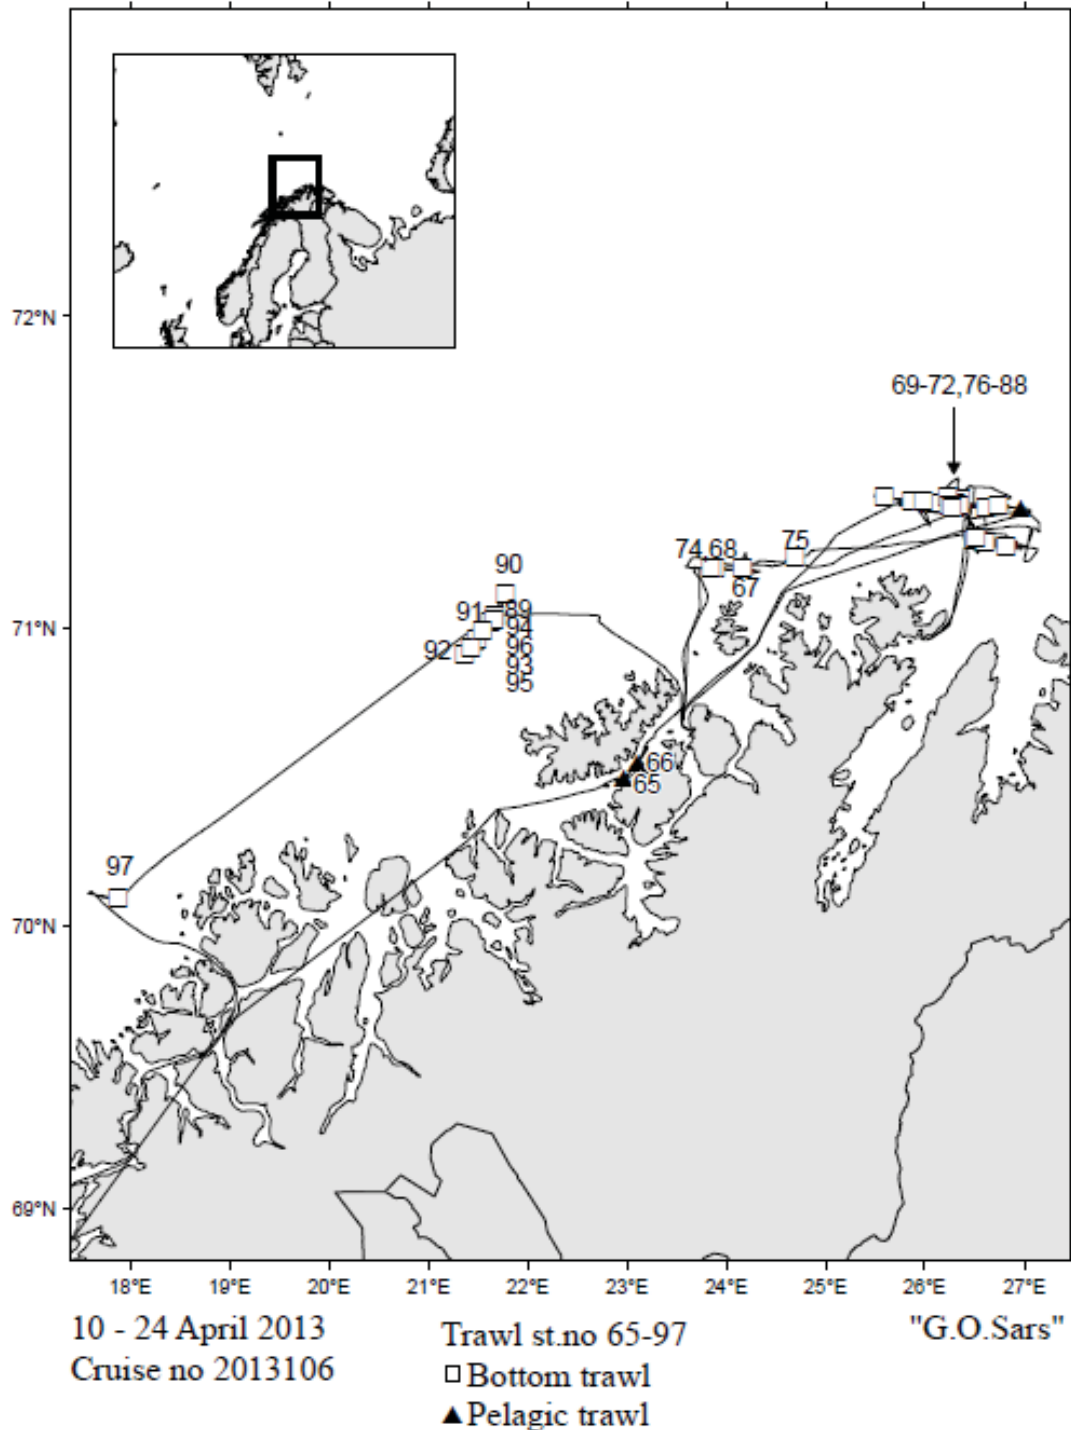 72°N
69-72,76-88
74,68
75
67
90
91
89
94
92
96
93
95
71°N
66
65
97
70°N
69°N
18°E 19°E 20°E 21°E 22°E 23°E 24°E 25°E 26°E 27°E
10 - 24 April 2013
Cruise no 2013106
Trawl st.no 65-97
Bottom trawl
Pelagic trawl
"G.O.Sars"